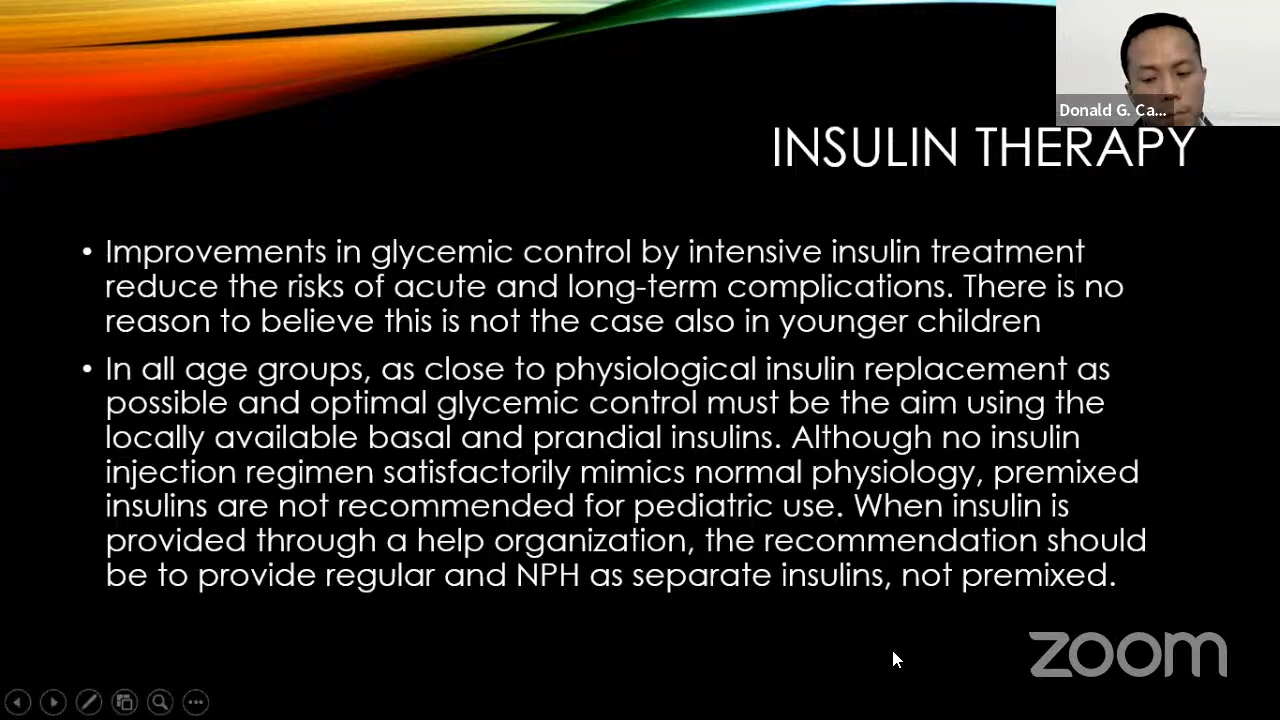 Donald G. Ca...
INSULIN THERAPY
• Improvements in glycemic control by intensive insulin treatment
reduce the risks of acute and long-term complications. There is no
reason to believe this is not the case also in younger children
• In all age groups, as close to physiological insulin replacement as
possible and optimal glycemic control must be the aim using the
locally available basal and prandial insulins. Although no insulin
injection regimen satisfactorily mimics normal physiology, premixed
insulins are not recommended for pediatric use. When insulin is
provided through a help organization, the recommendation should
be to provide regular and NPH as separate insulins, not premixed.
zoom